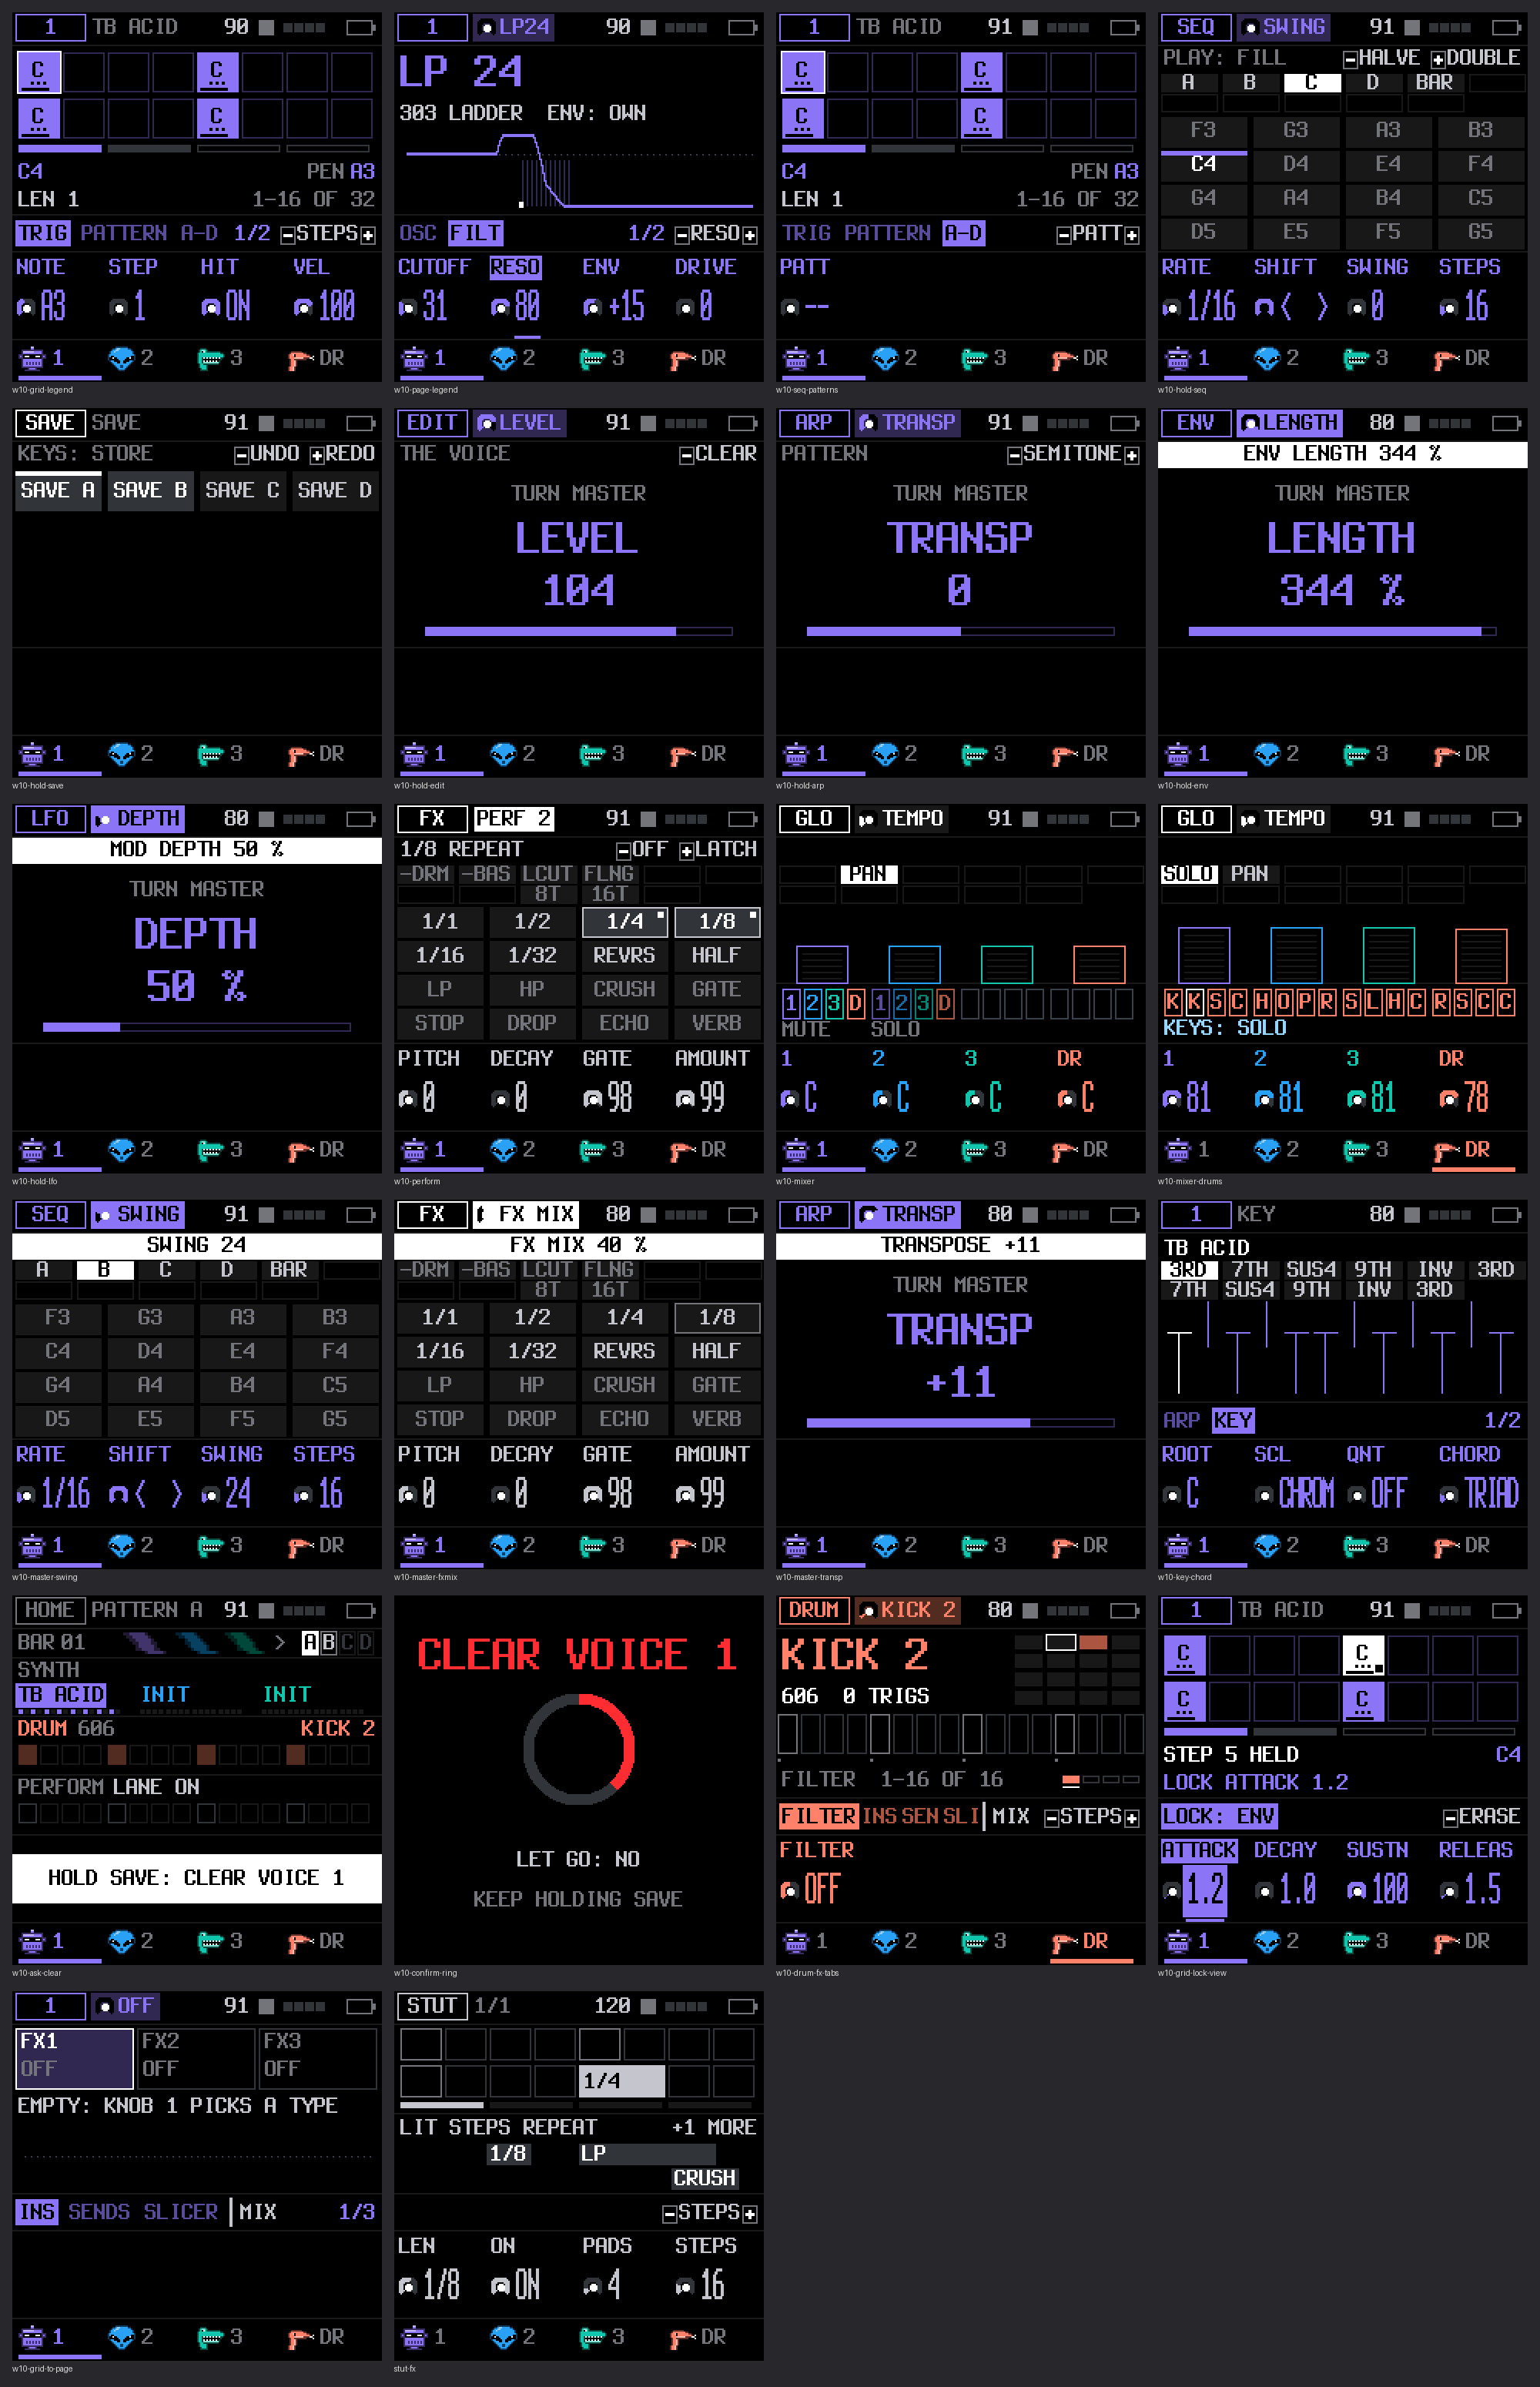 1 TB ACID 90
C C
C C
C4 PEN A3
LEN 1 1-16 OF 32
TRIG PATTERN A-D 1/2 -STEPS+
NOTE STEP HIT VEL
A3 1 ON 100
1 2 3 DR
w10-grid-legend
1 LP24 90
LP 24
303 LADDER ENV: OWN
OSC FILT 1/2 -RESO+
CUTOFF RESO ENV DRIVE
31 80 +15 0
1 2 3 DR
w10-page-legend
1 TB ACID 91
C C
C C
C4 PEN A3
LEN 1 1-16 OF 32
TRIG PATTERN A-D -PATT+
PATT
--
1 2 3 DR
w10-seq-patterns
SEQ SWING 91
PLAY: FILL -HALVE +DOUBLE
A B C D BAR
F3 G3 A3 B3
C4 D4 E4 F4
G4 A4 B4 C5
D5 E5 F5 G5
RATE SHIFT SWING STEPS
1/16 < > 0 16
1 2 3 DR
w10-hold-seq
SAVE SAVE 91
KEYS: STORE -UNDO +REDO
SAVE A SAVE B SAVE C SAVE D
1 2 3 DR
w10-hold-save
EDIT LEVEL 91
THE VOICE -CLEAR
TURN MASTER
LEVEL
104
1 2 3 DR
w10-hold-edit
ARP TRANSP 91
PATTERN -SEMITONE+
TURN MASTER
TRANSP
0
1 2 3 DR
w10-hold-arp
ENV LENGTH 80
ENV LENGTH 344 %
TURN MASTER
LENGTH
344 %
1 2 3 DR
w10-hold-env
LFO DEPTH 80
MOD DEPTH 50 %
TURN MASTER
DEPTH
50 %
1 2 3 DR
w10-hold-lfo
FX PERF 2 91
1/8 REPEAT -OFF +LATCH
-DRM -BAS LCUT FLNG
8T 16T
1/1 1/2 1/4 1/8
1/16 1/32 REVRS HALF
LP HP CRUSH GATE
STOP DROP ECHO VERB
PITCH DECAY GATE AMOUNT
0 0 98 99
1 2 3 DR
w10-perform
GLO TEMPO 91
PAN
1 2 3 D 1 2 3 D
MUTE SOLO
1 2 3 DR
C C C C
1 2 3 DR
w10-mixer
GLO TEMPO 91
SOLO PAN
K K S C H O P R S L H C R S C C
KEYS: SOLO
1 2 3 DR
81 81 81 78
1 2 3 DR
w10-mixer-drums
SEQ SWING 91
SWING 24
A B C D BAR
F3 G3 A3 B3
C4 D4 E4 F4
G4 A4 B4 C5
D5 E5 F5 G5
RATE SHIFT SWING STEPS
1/16 < > 24 16
1 2 3 DR
w10-master-swing
FX FX MIX 80
FX MIX 40 %
-DRM -BAS LCUT FLNG
8T 16T
1/1 1/2 1/4 1/8
1/16 1/32 REVRS HALF
LP HP CRUSH GATE
STOP DROP ECHO VERB
PITCH DECAY GATE AMOUNT
0 0 98 99
1 2 3 DR
w10-master-fxmix
ARP TRANSP 80
TRANSPOSE +11
TURN MASTER
TRANSP
+11
1 2 3 DR
w10-master-transp
1 KEY 80
TB ACID
3RD 7TH SUS4 9TH INV 3RD
7TH SUS4 9TH INV 3RD
ARP KEY 1/2
ROOT SCL QNT CHORD
C CHROM OFF TRIAD
1 2 3 DR
w10-key-chord
HOME PATTERN A 91
BAR 01 > A B C D
SYNTH
TB ACID INIT INIT
DRUM 606 KICK 2
PERFORM LANE ON
HOLD SAVE: CLEAR VOICE 1
1 2 3 DR
w10-ask-clear
CLEAR VOICE 1
LET GO: NO
KEEP HOLDING SAVE
w10-confirm-ring
DRUM KICK 2 80
KICK 2
606 0 TRIGS
FILTER 1-16 OF 16
FILTER INS SEN SLI MIX -STEPS+
FILTER
OFF
1 2 3 DR
w10-drum-fx-tabs
1 TB ACID 91
C C
C C
STEP 5 HELD C4
LOCK ATTACK 1.2
LOCK: ENV -ERASE
ATTACK DECAY SUSTN RELEAS
1.2 1.0 100 1.5
1 2 3 DR
w10-grid-lock-view
1 OFF 91
FX1 FX2 FX3
OFF OFF OFF
EMPTY: KNOB 1 PICKS A TYPE
INS SENDS SLICER MIX 1/3
1 2 3 DR
w10-grid-to-page
STUT 1/1 120
1/4
LIT STEPS REPEAT +1 MORE
1/8 LP
CRUSH
-STEPS+
LEN ON PADS STEPS
1/8 ON 4 16
1 2 3 DR
stut-fx